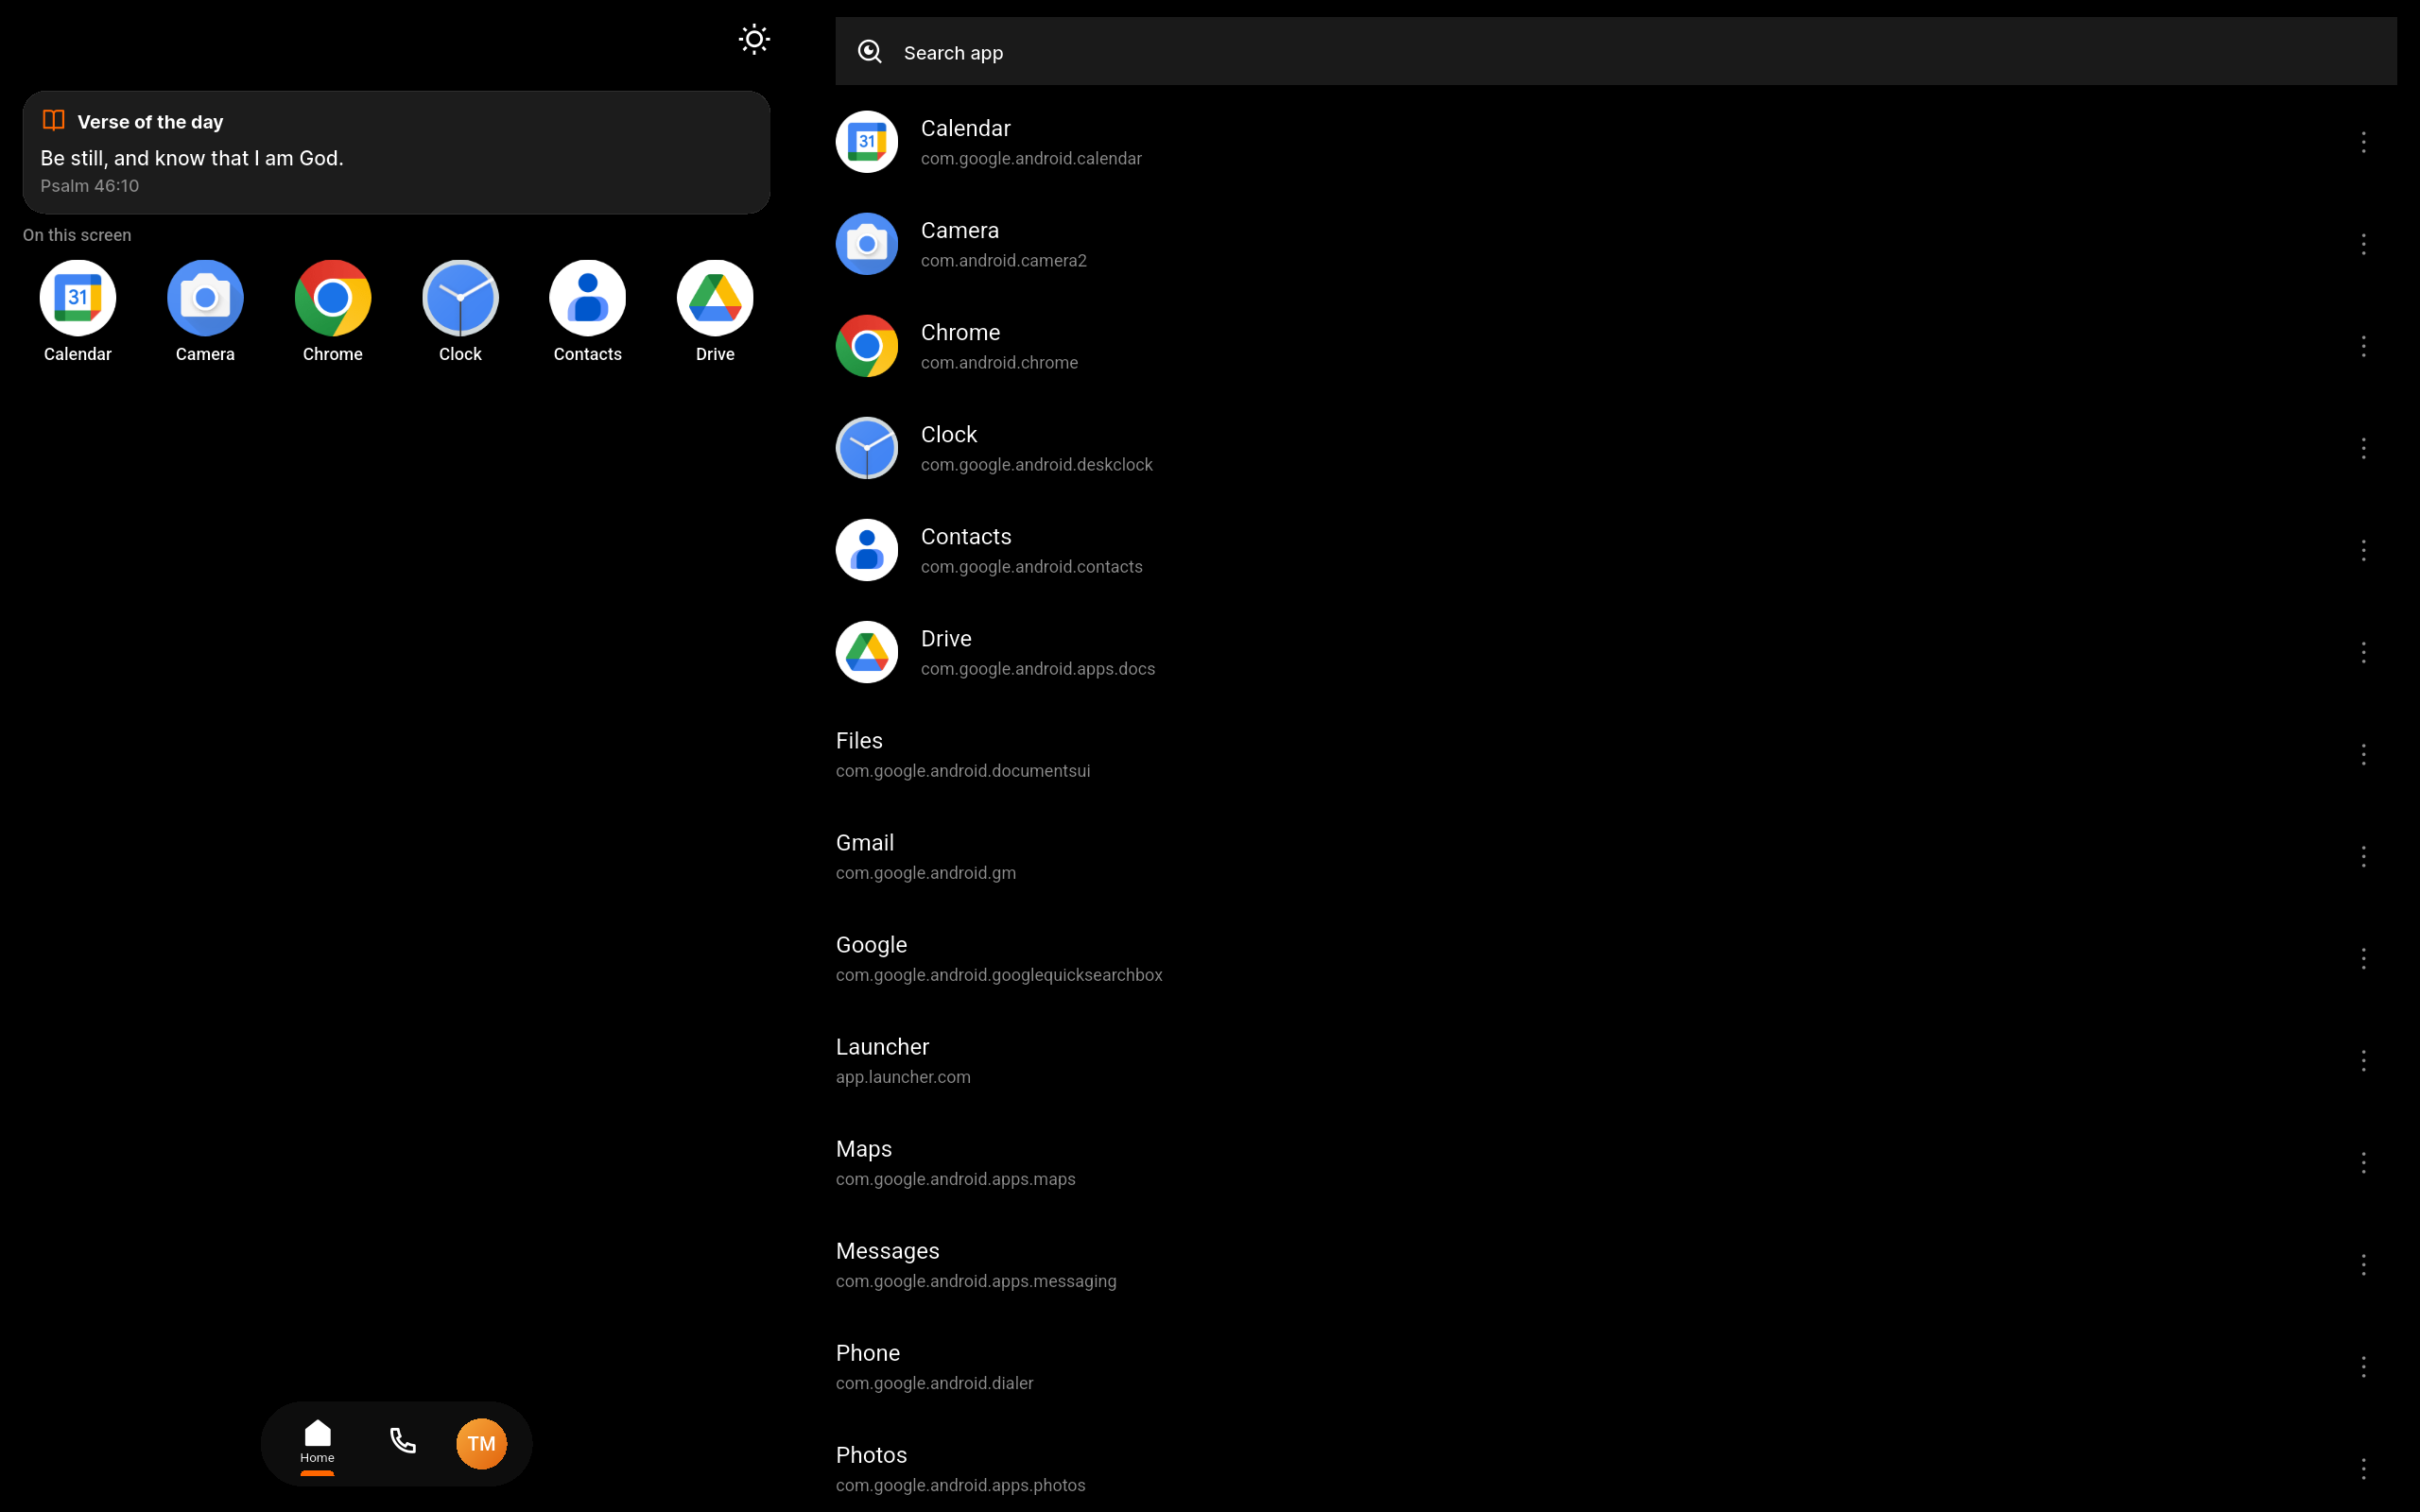 Verse of the day
Be still, and know that I am God.
Psalm 46:10
On this screen
31
Calendar
Camera
Chrome
Clock
Contacts
Drive
Home
TM
Search app
31
Calendar
com.google.android.calendar
Camera
com.android.camera2
Chrome
com.android.chrome
Clock
com.google.android.deskclock
Contacts
com.google.android.contacts
Drive
com.google.android.apps.docs
Files
com.google.android.documentsui
Gmail
com.google.android.gm
Google
com.google.android.googlequicksearchbox
Launcher
app.launcher.com
Maps
com.google.android.apps.maps
Messages
com.google.android.apps.messaging
Phone
com.google.android.dialer
Photos
com.google.android.apps.photos